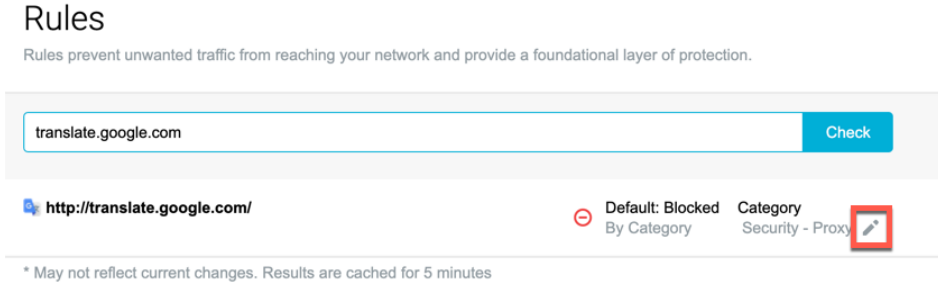 Rules
Rules prevent unwanted traffic from reaching your network and provide a foundational layer of protection.
translate.google.com Check
http://translate.google.com/ Default: Blocked Category
By Category Security - Proxy
* May not reflect current changes. Results are cached for 5 minutes